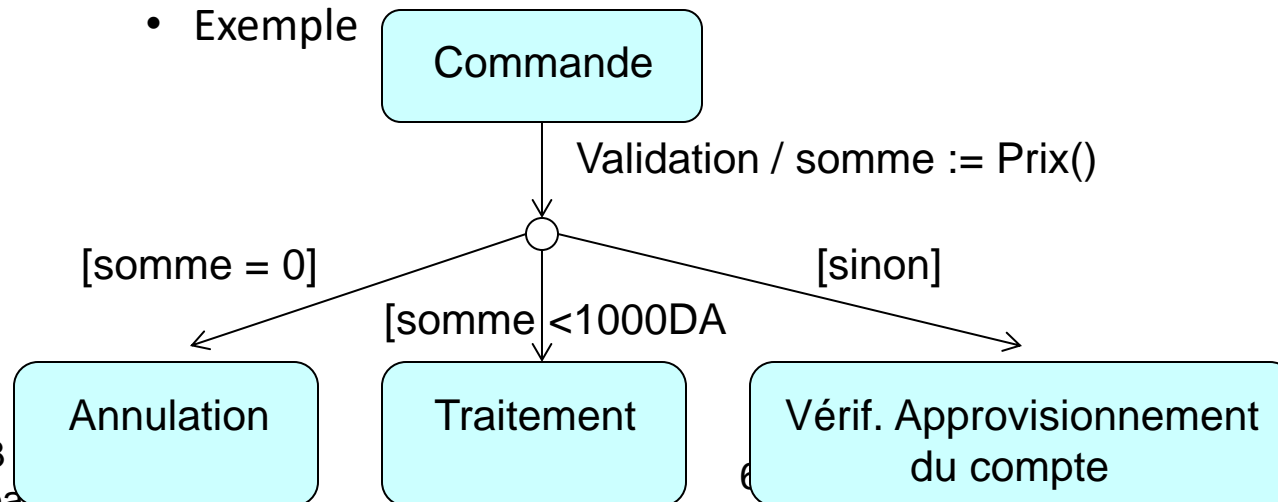 • Exemple
Commande
Validation / somme := Prix()
[somme = 0]
[sinon]
[somme <1000DA
Annulation
Traitement
Vérif. Approvisionnement
du compte